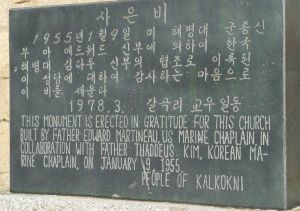 사은비
1955年1月9일 미 해병대 군종신
부 마 에드워드 신부에 의하여 한국
해병대 김다두 신부의 협조로 이룩된
이 성당에 대하여 감사하는 마음으로
이 비를 세운다
1978.3. 갈곡리 교우일동
THIS MONUMENT IS ERECTED IN GRATITUDE FOR THIS CHURCH
BUILT BY FATHER EDWARD MARTINEAU, US MARINE CHAPLAIN, IN
COLLABORATION WITH FATHER THADDEUS KIM, KOREAN MA-
RINE CHAPLAIN, ON JANUARY 19, 1955.
PEOPLE OF KALKOKNI